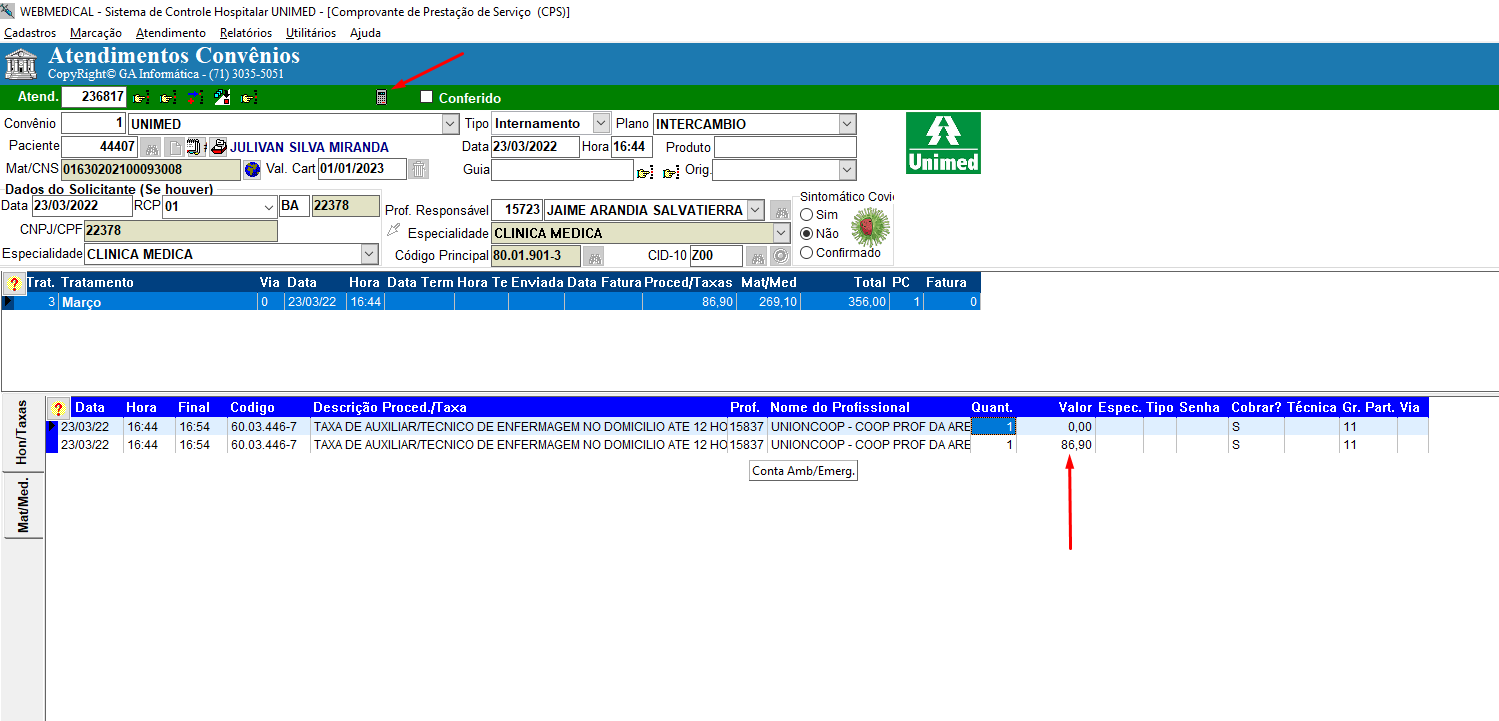 WEBMEDICAL - Sistema de Controle Hospitalar UNIMED - [Comprovante de Prestação de Serviço (CPS)]
Cadastros Marcação Atendimento Relatórios Utilitários Ajuda
Atendimentos Convênios
CopyRight© GA Informática - (71) 3035-5051
Atend. 236817 Conferido
Convênio 1 UNIMED Tipo Internamento Plano INTERCAMBIO
Paciente 44407 JULIVAN SILVA MIRANDA Data 23/03/2022 Hora 16:44 Produto
Mat/CNS 01630202100093008 Val. Cart 01/01/2023 Guia Orig.
Unimed
Dados do Solicitante (Se houver)
Data 23/03/2022 RCP 01 BA 22378
CNPJ/CPF 22378
Especialidade CLINICA MEDICA
Prof. Responsável 15723 JAIME ARANDIA SALVATIERRA
Especialidade CLINICA MEDICA
Código Principal 80.01.901-3 CID-10 Z00
Sintomático Covi
Sim
Não
Confirmado
? Trat. Tratamento Via Data Hora Data Term Hora Te Enviada Data Fatura Proced/Taxas Mat/Med Total PC Fatura
3 Março 0 23/03/22 16:44 86,90 269,10 356,00 1 0
Hon/Taxas
Mat/Med.
? Data Hora Final Codigo Descrição Proced./Taxa Prof. Nome do Profissional Quant. Valor Espec. Tipo Senha Cobrar? Técnica Gr. Part. Via
23/03/22 16:44 16:54 60.03.446-7 TAXA DE AUXILIAR/TECNICO DE ENFERMAGEM NO DOMICILIO ATE 12 HO 15837 UNIONCOOP - COOP PROF DA ARE 1 0,00 S 11
23/03/22 16:44 16:54 60.03.446-7 TAXA DE AUXILIAR/TECNICO DE ENFERMAGEM NO DOMICILIO ATE 12 HO 15837 UNIONCOOP - COOP PROF DA ARE 1 86,90 S 11
Conta Amb/Emerg.